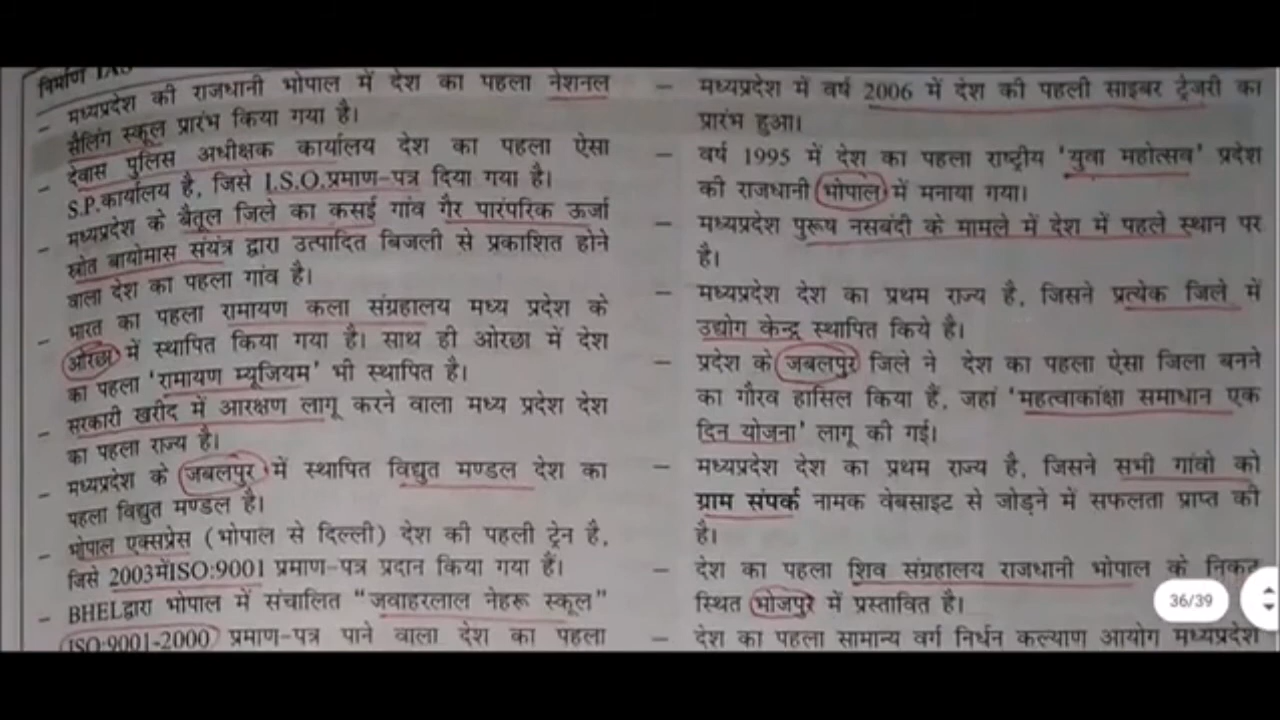 निर्माण IAS
– मध्यप्रदेश की राजधानी भोपाल में देश का पहला नेशनल
सैलिंग स्कूल प्रारंभ किया गया है।
– देवास पुलिस अधीक्षक कार्यालय देश का पहला ऐसा
S.P.कार्यालय है, जिसे I.S.O.प्रमाण-पत्र दिया गया है।
– मध्यप्रदेश के बैतूल जिले का कसई गांव गैर पारंपरिक ऊर्जा
स्रोत बायोमास संयंत्र द्वारा उत्पादित बिजली से प्रकाशित होने
वाला देश का पहला गांव है।
– भारत का पहला रामायण कला संग्रहालय मध्य प्रदेश के
ओरछा में स्थापित किया गया है। साथ ही ओरछा में देश
का पहला 'रामायण म्यूजियम' भी स्थापित है।
– सरकारी खरीद में आरक्षण लागू करने वाला मध्य प्रदेश देश
का पहला राज्य है।
– मध्यप्रदेश के जबलपुर में स्थापित विद्युत मण्डल देश का
पहला विद्युत मण्डल है।
– भोपाल एक्सप्रेस (भोपाल से दिल्ली) देश की पहली ट्रेन है,
जिसे 2003मेंISO:9001 प्रमाण-पत्र प्रदान किया गया है।
– BHELद्वारा भोपाल में संचालित “जवाहरलाल नेहरू स्कूल”
ISO:9001-2000 प्रमाण-पत्र पाने वाला देश का पहला
– मध्यप्रदेश में वर्ष 2006 में देश की पहली साइबर ट्रेजरी का
प्रारंभ हुआ।
– वर्ष 1995 में देश का पहला राष्ट्रीय 'युवा महोत्सव' प्रदेश
की राजधानी भोपाल में मनाया गया।
– मध्यप्रदेश पुरूष नसबंदी के मामले में देश में पहले स्थान पर
है।
– मध्यप्रदेश देश का प्रथम राज्य है, जिसने प्रत्येक जिले में
उद्योग केन्द्र स्थापित किये है।
– प्रदेश के जबलपुर जिले ने देश का पहला ऐसा जिला बनने
का गौरव हासिल किया हैं, जहां 'महत्वाकांक्षा समाधान एक
दिन योजना' लागू की गई।
– मध्यप्रदेश देश का प्रथम राज्य है, जिसने सभी गांवो को
ग्राम संपर्क नामक वेबसाइट से जोड़ने में सफलता प्राप्त की
है।
– देश का पहला शिव संग्रहालय राजधानी भोपाल के निकट
स्थित भोजपुर में प्रस्तावित है।
– देश का पहला सामान्य वर्ग निर्धन कल्याण आयोग मध्यप्रदेश
36/39